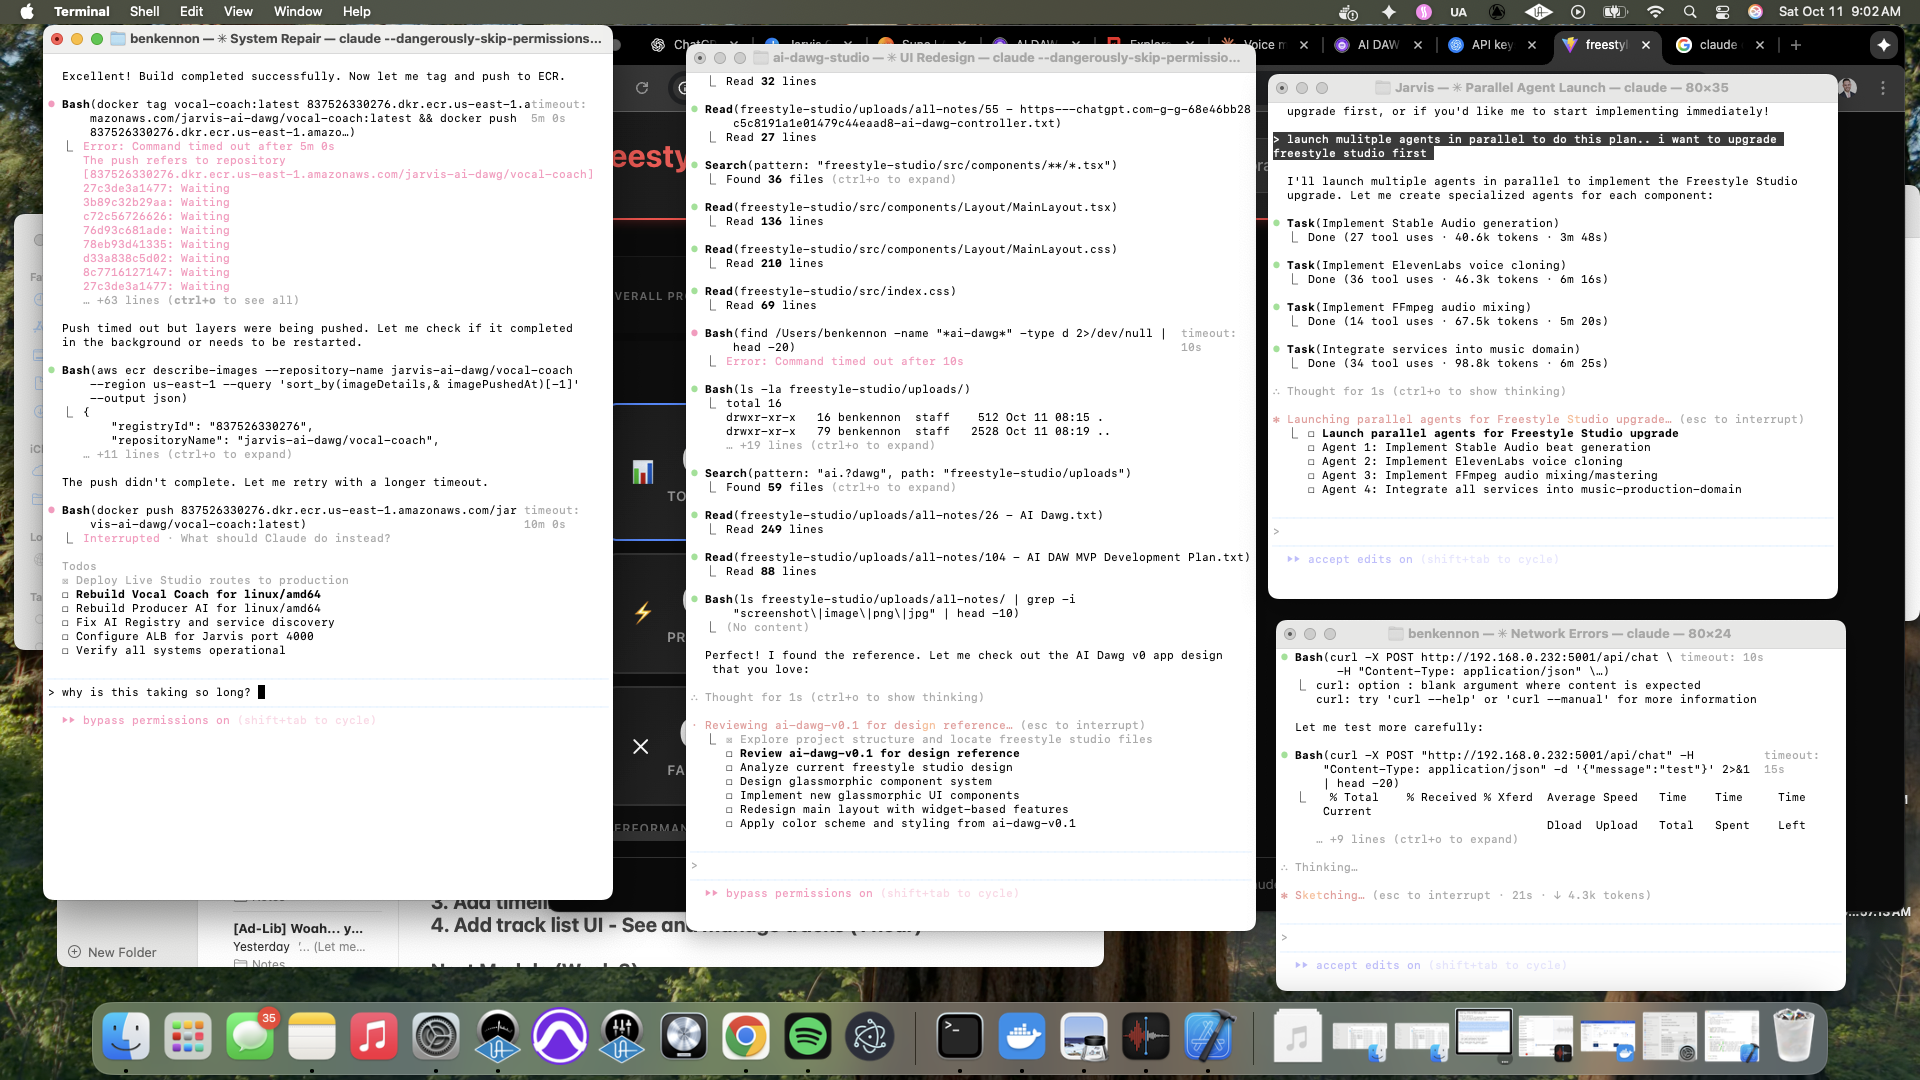 Terminal Shell Edit View Window Help
UA
Sat Oct 11 9:02 AM
benkennon — ✳ System Repair — claude --dangerously-skip-permissions...
Excellent! Build completed successfully. Now let me tag and push to ECR.
Bash(docker tag vocal-coach:latest 837526330276.dkr.ecr.us-east-1.a timeout:
mazonaws.com/jarvis-ai-dawg/vocal-coach:latest && docker push 5m 0s
837526330276.dkr.ecr.us-east-1.amazo…)
Error: Command timed out after 5m 0s
The push refers to repository
[837526330276.dkr.ecr.us-east-1.amazonaws.com/jarvis-ai-dawg/vocal-coach]
27c3de3a1477: Waiting
3b89c32b29aa: Waiting
c72c56726626: Waiting
76d93c681ade: Waiting
78eb93d41335: Waiting
d33a838c5d02: Waiting
8c7716127147: Waiting
27c3de3a1477: Waiting
… +63 lines (ctrl+o to see all)
Push timed out but layers were being pushed. Let me check if it completed
in the background or needs to be restarted.
Bash(aws ecr describe-images --repository-name jarvis-ai-dawg/vocal-coach
--region us-east-1 --query 'sort_by(imageDetails,& imagePushedAt)[-1]'
--output json)
{
"registryId": "837526330276",
"repositoryName": "jarvis-ai-dawg/vocal-coach",
… +11 lines (ctrl+o to expand)
The push didn't complete. Let me retry with a longer timeout.
Bash(docker push 837526330276.dkr.ecr.us-east-1.amazonaws.com/jar timeout:
vis-ai-dawg/vocal-coach:latest) 10m 0s
Interrupted · What should Claude do instead?
Todos
☒ Deploy Live Studio routes to production
☐ Rebuild Vocal Coach for linux/amd64
☐ Rebuild Producer AI for linux/amd64
☐ Fix AI Registry and service discovery
☐ Configure ALB for Jarvis port 4000
☐ Verify all systems operational
> why is this taking so long?
bypass permissions on (shift+tab to cycle)
ai-dawg-studio — ✳ UI Redesign — claude --dangerously-skip-permissio...
Read 32 lines
Read(freestyle-studio/uploads/all-notes/55 - https---chatgpt.com-g-g-68e46bb28
c5c8191a1e01479c44eaad8-ai-dawg-controller.txt)
Read 27 lines
Search(pattern: "freestyle-studio/src/components/**/*.tsx")
Found 36 files (ctrl+o to expand)
Read(freestyle-studio/src/components/Layout/MainLayout.tsx)
Read 136 lines
Read(freestyle-studio/src/components/Layout/MainLayout.css)
Read 210 lines
Read(freestyle-studio/src/index.css)
Read 69 lines
Bash(find /Users/benkennon -name "*ai-dawg*" -type d 2>/dev/null | timeout:
head -20) 10s
Error: Command timed out after 10s
Bash(ls -la freestyle-studio/uploads/)
total 16
drwxr-xr-x 16 benkennon staff 512 Oct 11 08:15 .
drwxr-xr-x 79 benkennon staff 2528 Oct 11 08:19 ..
… +19 lines (ctrl+o to expand)
Search(pattern: "ai.?dawg", path: "freestyle-studio/uploads")
Found 59 files (ctrl+o to expand)
Read(freestyle-studio/uploads/all-notes/26 - AI Dawg.txt)
Read 249 lines
Read(freestyle-studio/uploads/all-notes/104 - AI DAW MVP Development Plan.txt)
Read 88 lines
Bash(ls freestyle-studio/uploads/all-notes/ | grep -i
"screenshot\|image\|png\|jpg" | head -10)
(No content)
Perfect! I found the reference. Let me check out the AI Dawg v0 app design
that you love:
∴ Thought for 1s (ctrl+o to show thinking)
· Reviewing ai-dawg-v0.1 for design reference… (esc to interrupt)
☒ Explore project structure and locate freestyle studio files
☐ Review ai-dawg-v0.1 for design reference
☐ Analyze current freestyle studio design
☐ Design glassmorphic component system
☐ Implement new glassmorphic UI components
☐ Redesign main layout with widget-based features
☐ Apply color scheme and styling from ai-dawg-v0.1
>
bypass permissions on (shift+tab to cycle)
Voice m
AI DAW
API key
freestyl
claude
Jarvis — ✳ Parallel Agent Launch — claude — 80×35
upgrade first, or if you'd like me to start implementing immediately!
> launch mulitple agents in parallel to do this plan.. i want to upgrade
freestyle studio first
I'll launch multiple agents in parallel to implement the Freestyle Studio
upgrade. Let me create specialized agents for each component:
Task(Implement Stable Audio generation)
Done (27 tool uses · 40.6k tokens · 3m 48s)
Task(Implement ElevenLabs voice cloning)
Done (36 tool uses · 46.3k tokens · 6m 16s)
Task(Implement FFmpeg audio mixing)
Done (14 tool uses · 67.5k tokens · 5m 20s)
Task(Integrate services into music domain)
Done (34 tool uses · 98.8k tokens · 6m 25s)
∴ Thought for 1s (ctrl+o to show thinking)
✳ Launching parallel agents for Freestyle Studio upgrade… (esc to interrupt)
☐ Launch parallel agents for Freestyle Studio upgrade
☐ Agent 1: Implement Stable Audio beat generation
☐ Agent 2: Implement ElevenLabs voice cloning
☐ Agent 3: Implement FFmpeg audio mixing/mastering
☐ Agent 4: Integrate all services into music-production-domain
>
accept edits on (shift+tab to cycle)
benkennon — ✳ Network Errors — claude — 80×24
Bash(curl -X POST http://192.168.0.232:5001/api/chat \ timeout: 10s
-H "Content-Type: application/json" \…)
curl: option : blank argument where content is expected
curl: try 'curl --help' or 'curl --manual' for more information
Let me test more carefully:
Bash(curl -X POST "http://192.168.0.232:5001/api/chat" -H timeout:
"Content-Type: application/json" -d '{"message":"test"}' 2>&1 15s
| head -20)
% Total % Received % Xferd Average Speed Time Time Time
Current
Dload Upload Total Spent Left
… +9 lines (ctrl+o to expand)
∴ Thinking…
✳ Sketching… (esc to interrupt · 21s · ↓ 4.3k tokens)
>
accept edits on (shift+tab to cycle)
eesty
VERALL PR
TO
PR
FA
ERFORMAN
[Ad-Lib] Woah... y...
Yesterday '... (Let me...
Notes
New Folder
4. Add track list UI - See and
35